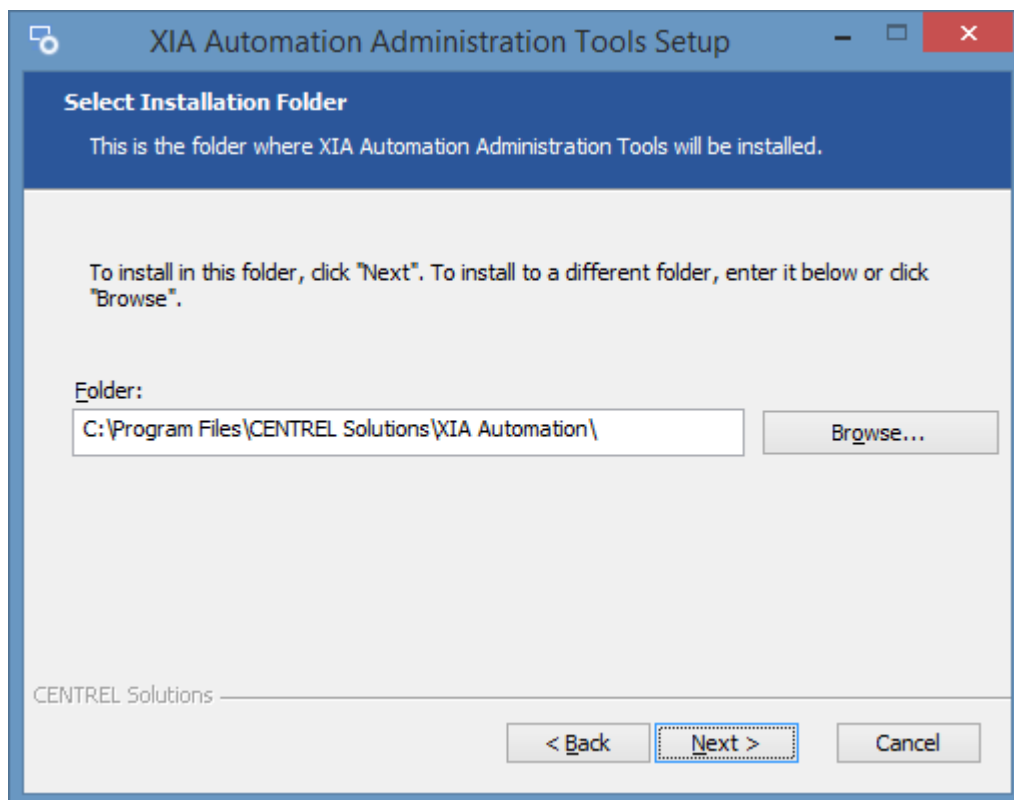 XIA Automation Administration Tools Setup
Select Installation Folder
This is the folder where XIA Automation Administration Tools will be installed.
To install in this folder, click "Next". To install to a different folder, enter it below or click
"Browse".
Folder:
C:\Program Files\CENTREL Solutions\XIA Automation\
Browse...
CENTREL Solutions
< Back
Next >
Cancel